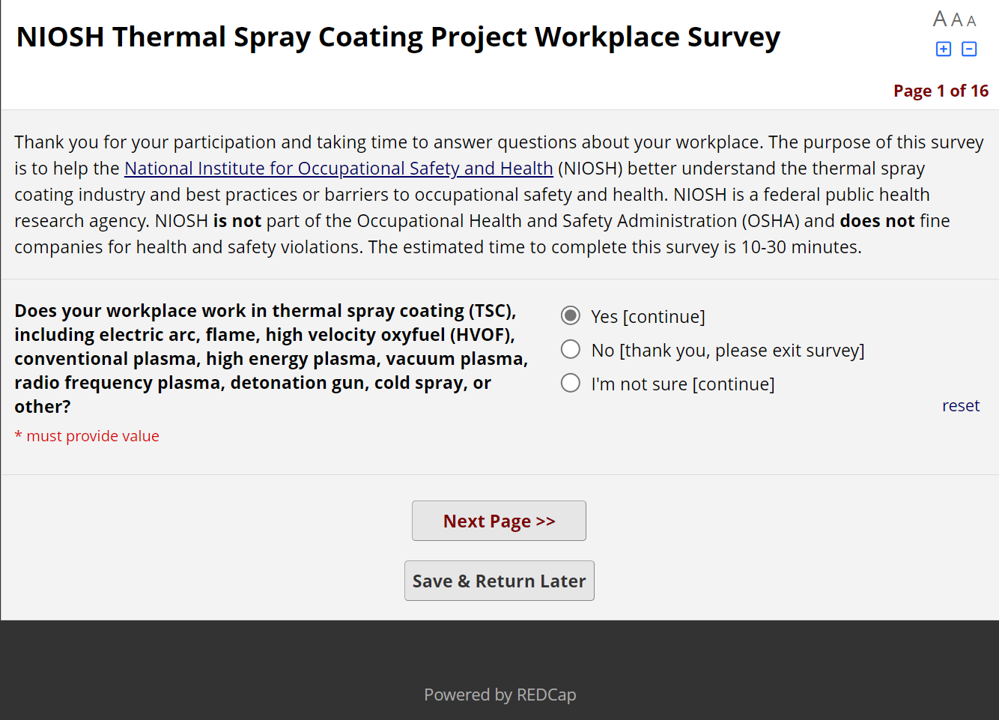 NIOSH Thermal Spray Coating Project Workplace Survey
A A A
Page 1 of 16
Thank you for your participation and taking time to answer questions about your workplace. The purpose of this survey
is to help the National Institute for Occupational Safety and Health (NIOSH) better understand the thermal spray
coating industry and best practices or barriers to occupational safety and health. NIOSH is a federal public health
research agency. NIOSH is not part of the Occupational Health and Safety Administration (OSHA) and does not fine
companies for health and safety violations. The estimated time to complete this survey is 10-30 minutes.
Does your workplace work in thermal spray coating (TSC),
including electric arc, flame, high velocity oxyfuel (HVOF),
conventional plasma, high energy plasma, vacuum plasma,
radio frequency plasma, detonation gun, cold spray, or
other?
* must provide value
Yes [continue]
No [thank you, please exit survey]
I'm not sure [continue]
reset
Next Page >>
Save & Return Later
Powered by REDCap